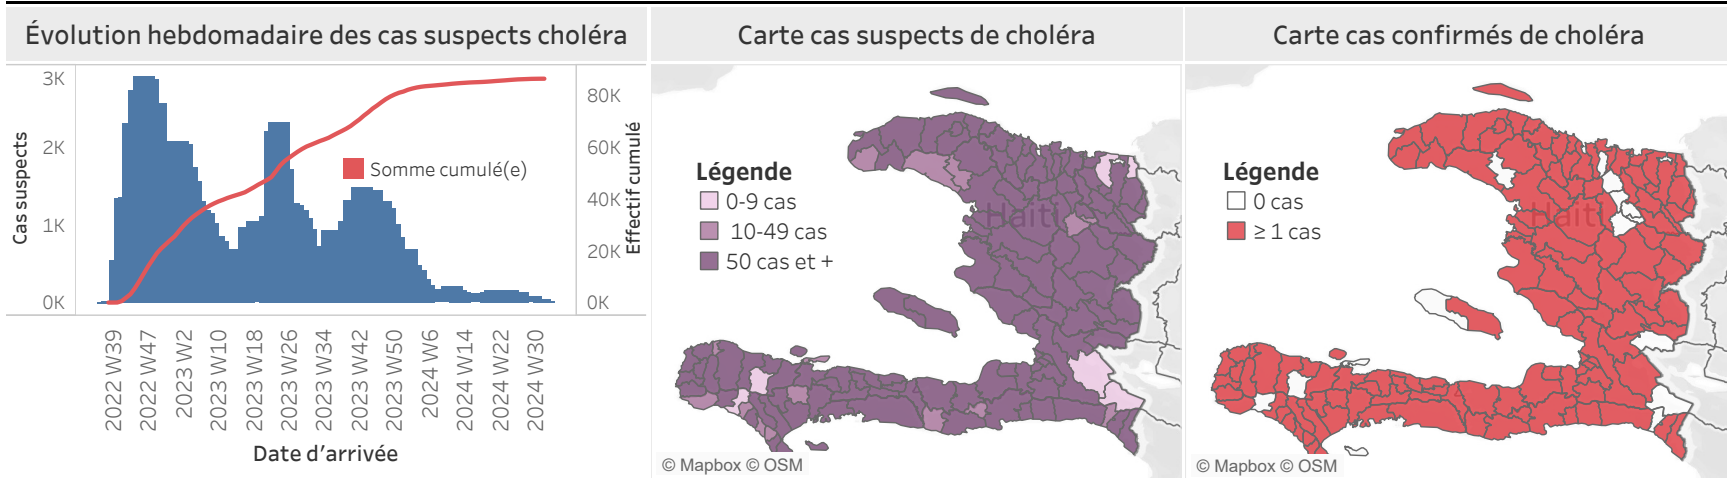 Évolution hebdomadaire des cas suspects choléra
3K
2K
1K
0K
Cas suspects
80K
60K
40K
20K
0K
Effectif cumulé
Somme cumulé(e)
2022 W39
2022 W47
2023 W2
2023 W10
2023 W18
2023 W26
2023 W34
2023 W42
2023 W50
2024 W6
2024 W14
2024 W22
2024 W30
Date d'arrivée
Carte cas suspects de choléra
Légende
0-9 cas
10-49 cas
50 cas et +
Haiti
© Mapbox © OSM
Carte cas confirmés de choléra
Légende
0 cas
≥ 1 cas
Haiti
© Mapbox © OSM